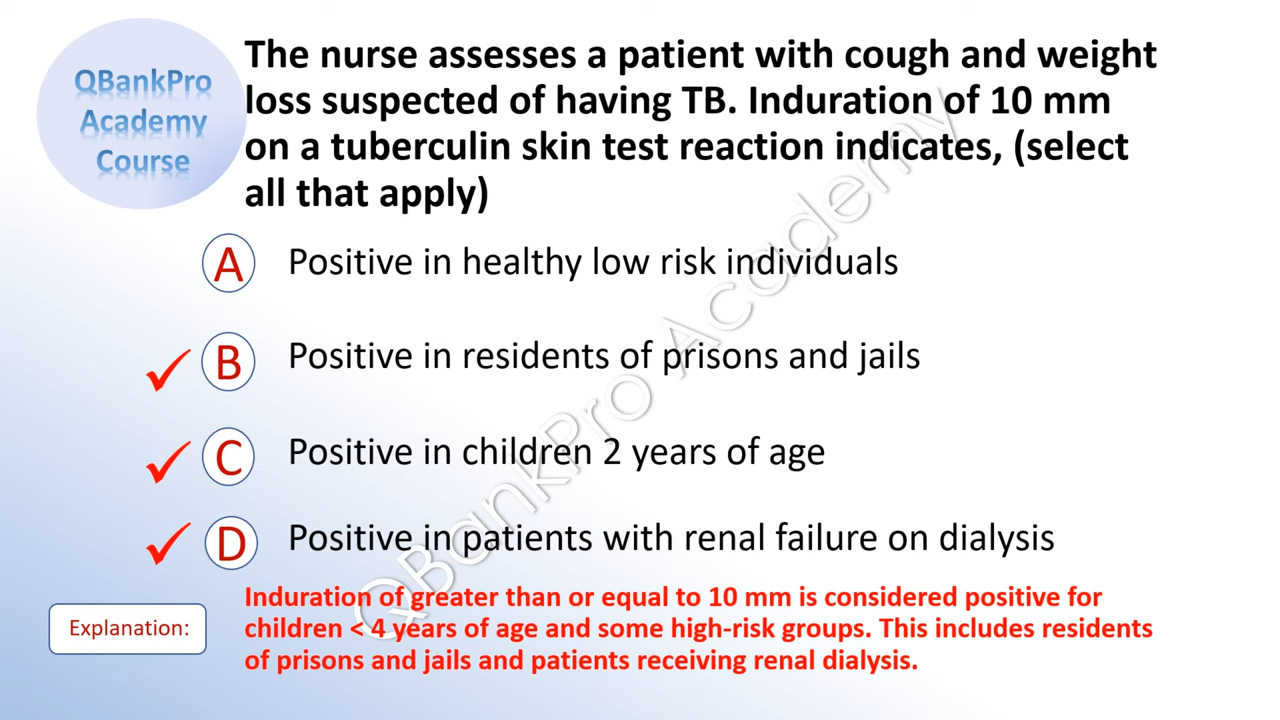 QBankPro
Academy
Course
The nurse assesses a patient with cough and weight
loss suspected of having TB. Induration of 10 mm
on a tuberculin skin test reaction indicates, (select
all that apply)
A Positive in healthy low risk individuals
B Positive in residents of prisons and jails
C Positive in children 2 years of age
D Positive in patients with renal failure on dialysis
Explanation:
Induration of greater than or equal to 10 mm is considered positive for
children < 4 years of age and some high-risk groups. This includes residents
of prisons and jails and patients receiving renal dialysis.
QBankPro Academy